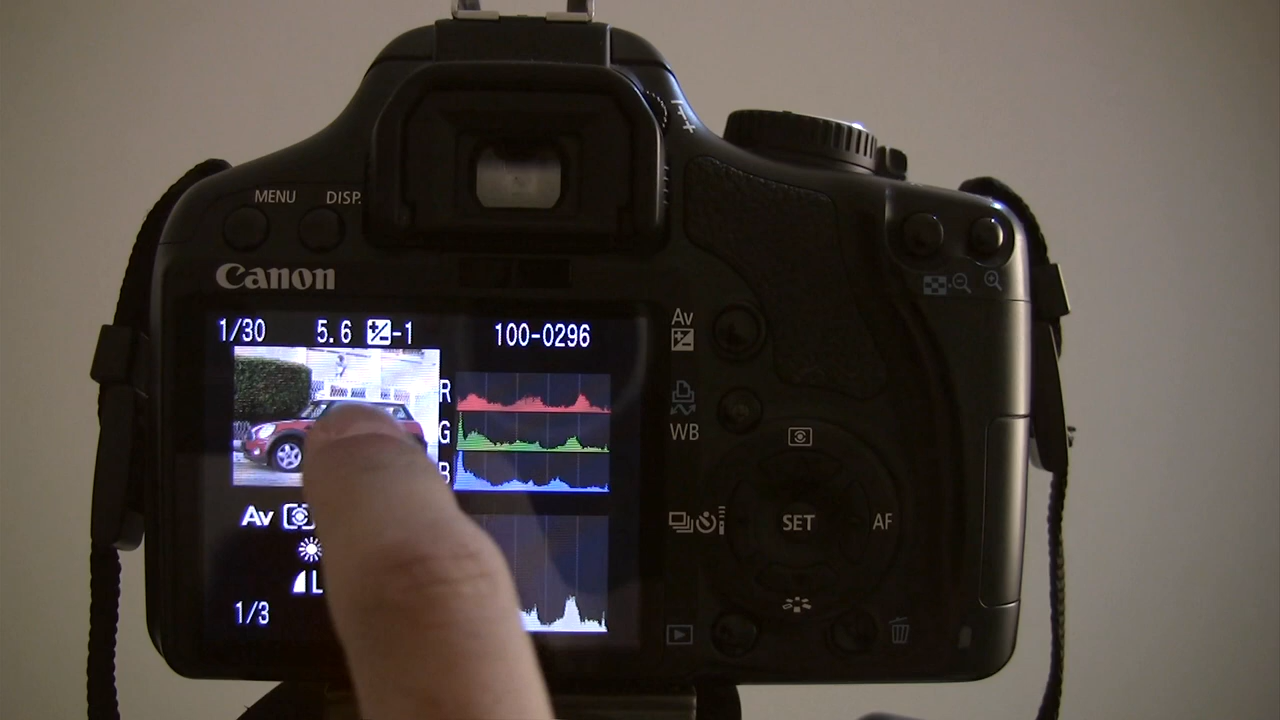 MENU DISP.
Canon
1/30 5.6 -1 100-0296
R
G
B
Av
L
1/3
Av
WB
SET
AF